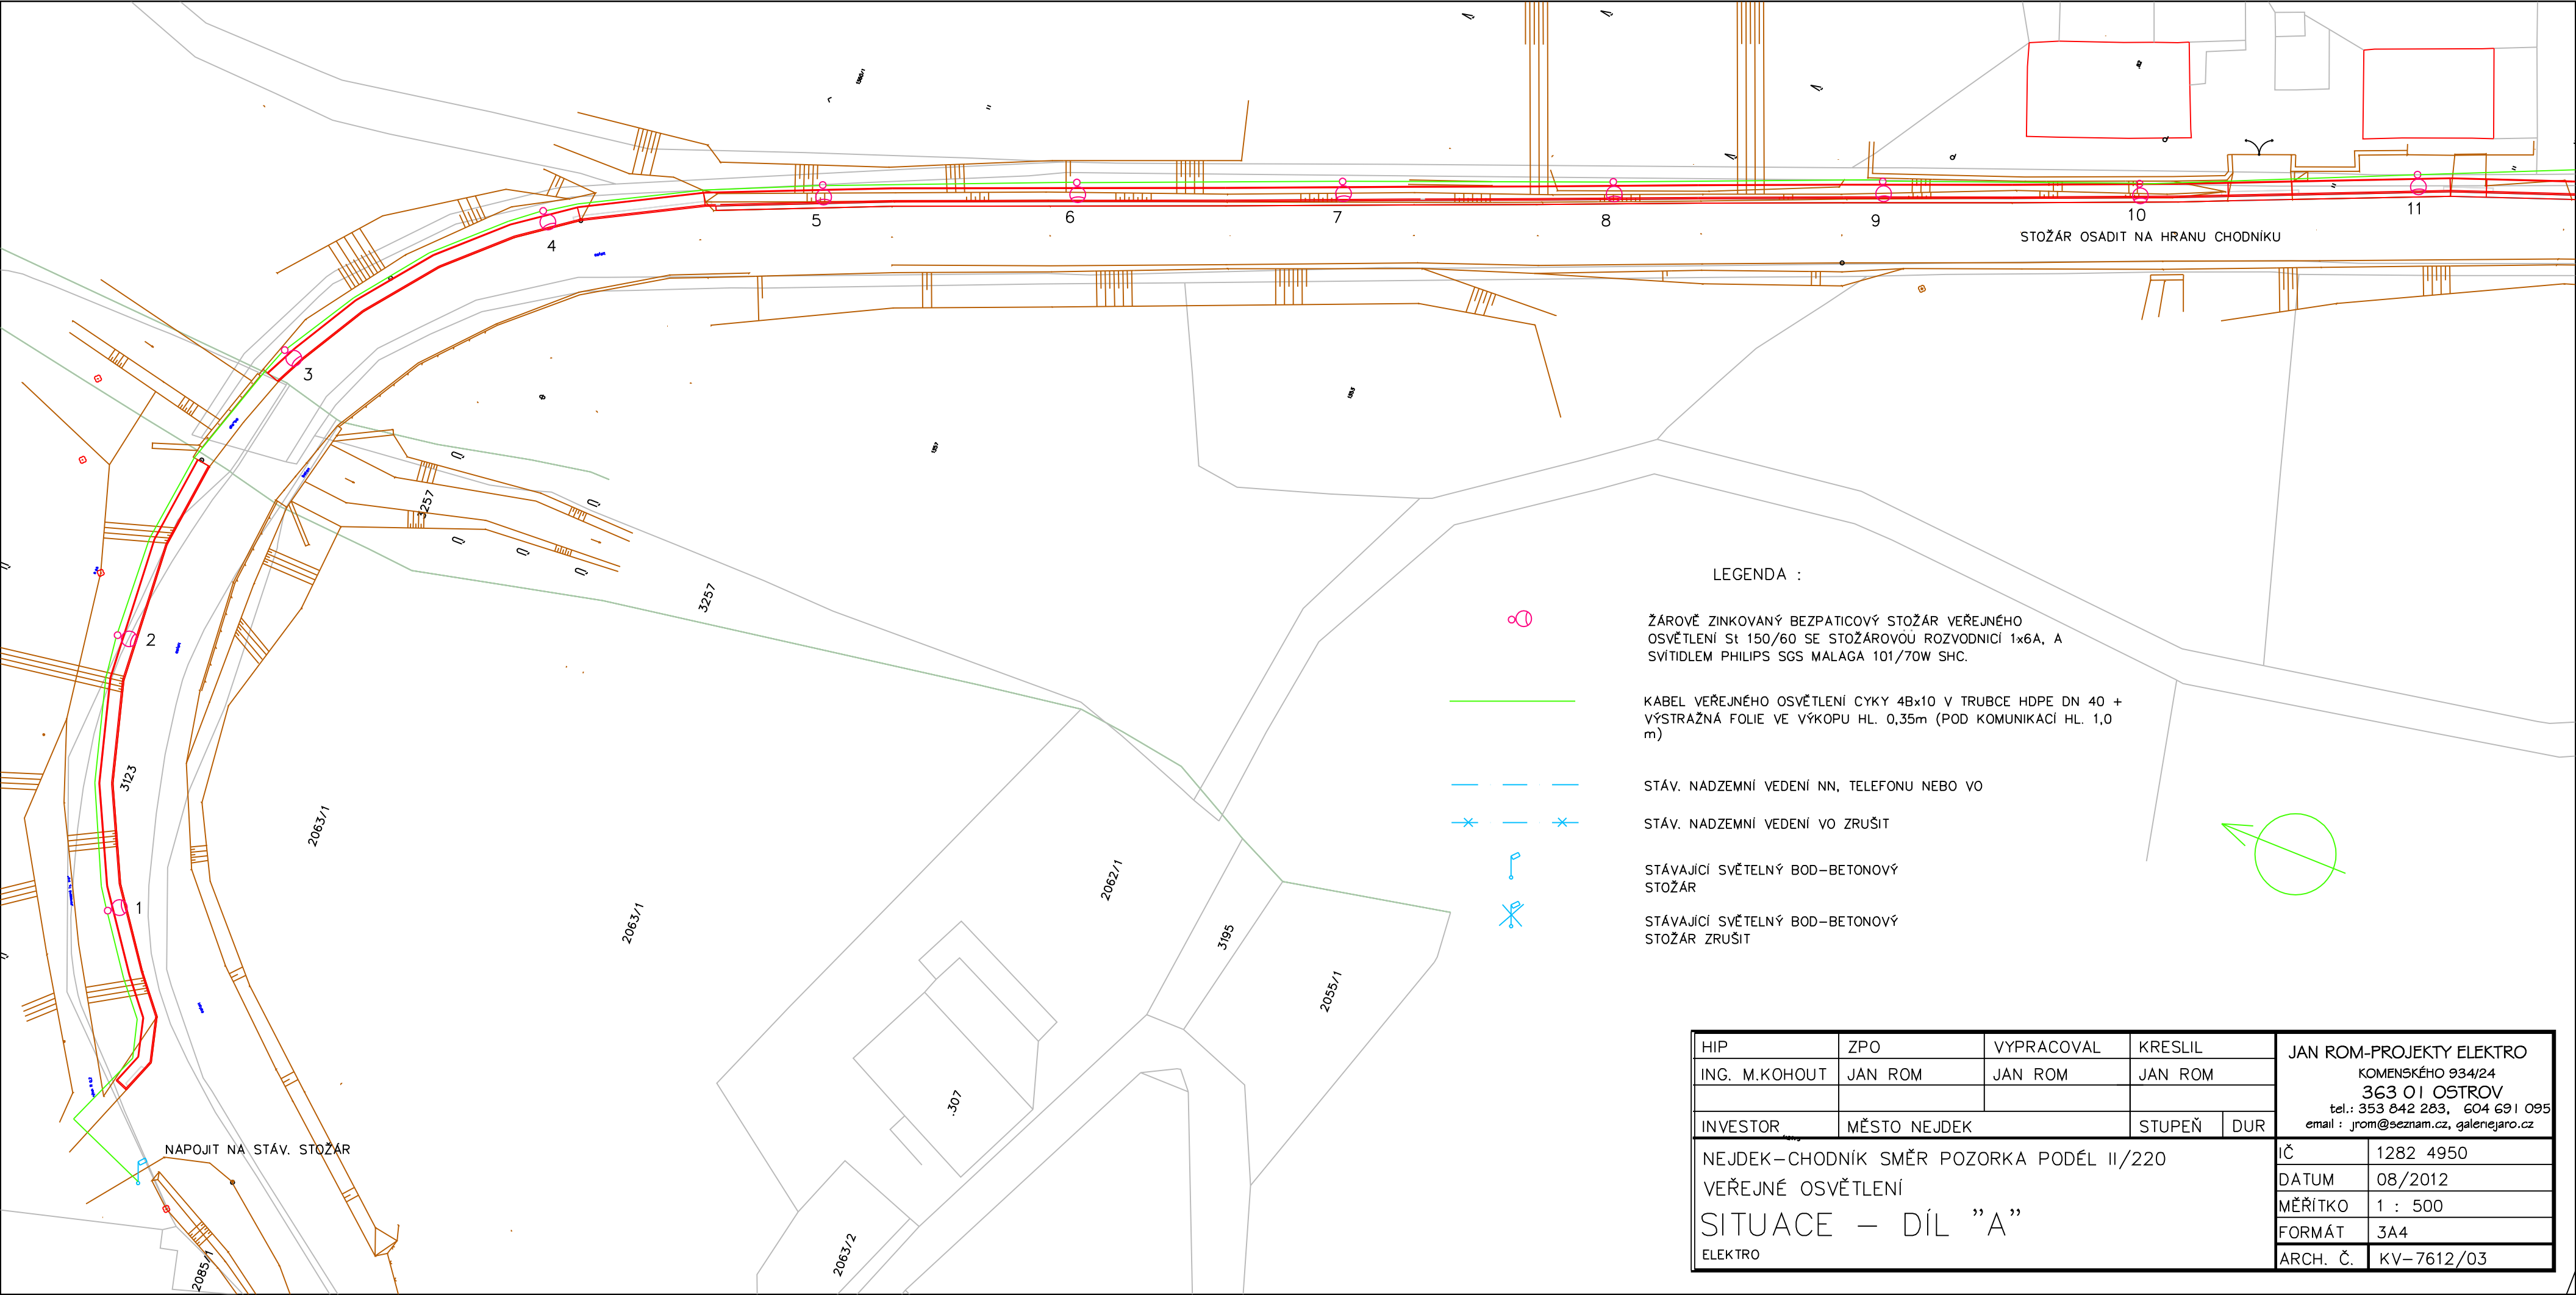 5
6
7
8
9
10
11
4
STOŽÁR OSADIT NA HRANU CHODNÍKU
3
3257
3257
2
3123
2063/1
1
2063/1
2062/1
3195
2055/1
.307
NAPOJIT NA STÁV. STOŽÁR
2063/2
2085/1
LEGENDA :
ŽÁROVĚ ZINKOVANÝ BEZPATICOVÝ STOŽÁR VEŘEJNÉHO
OSVĚTLENÍ St 150/60 SE STOŽÁROVOU ROZVODNICÍ 1x6A, A
SVÍTIDLEM PHILIPS SGS MALAGA 101/70W SHC.
KABEL VEŘEJNÉHO OSVĚTLENÍ CYKY 4Bx10 V TRUBCE HDPE DN 40 +
VÝSTRAŽNÁ FOLIE VE VÝKOPU HL. 0,35m (POD KOMUNIKACÍ HL. 1,0
m)
STÁV. NADZEMNÍ VEDENÍ NN, TELEFONU NEBO VO
STÁV. NADZEMNÍ VEDENÍ VO ZRUŠIT
STÁVAJÍCÍ SVĚTELNÝ BOD-BETONOVÝ
STOŽÁR
STÁVAJÍCÍ SVĚTELNÝ BOD-BETONOVÝ
STOŽÁR ZRUŠIT
HIP ZPO VYPRACOVAL KRESLIL
ING. M.KOHOUT JAN ROM JAN ROM JAN ROM
INVESTOR MĚSTO NEJDEK STUPEŇ DUR
JAN ROM-PROJEKTY ELEKTRO
KOMENSKÉHO 934/24
363 01 OSTROV
tel.: 353 842 283, 604 691 095
email : jrom@seznam.cz, galeriejaro.cz
NEJDEK-CHODNÍK SMĚR POZORKA PODÉL II/220
VEŘEJNÉ OSVĚTLENÍ
SITUACE - DÍL "A"
ELEKTRO
IČ 1282 4950
DATUM 08/2012
MĚŘÍTKO 1 : 500
FORMÁT 3A4
ARCH. Č. KV-7612/03